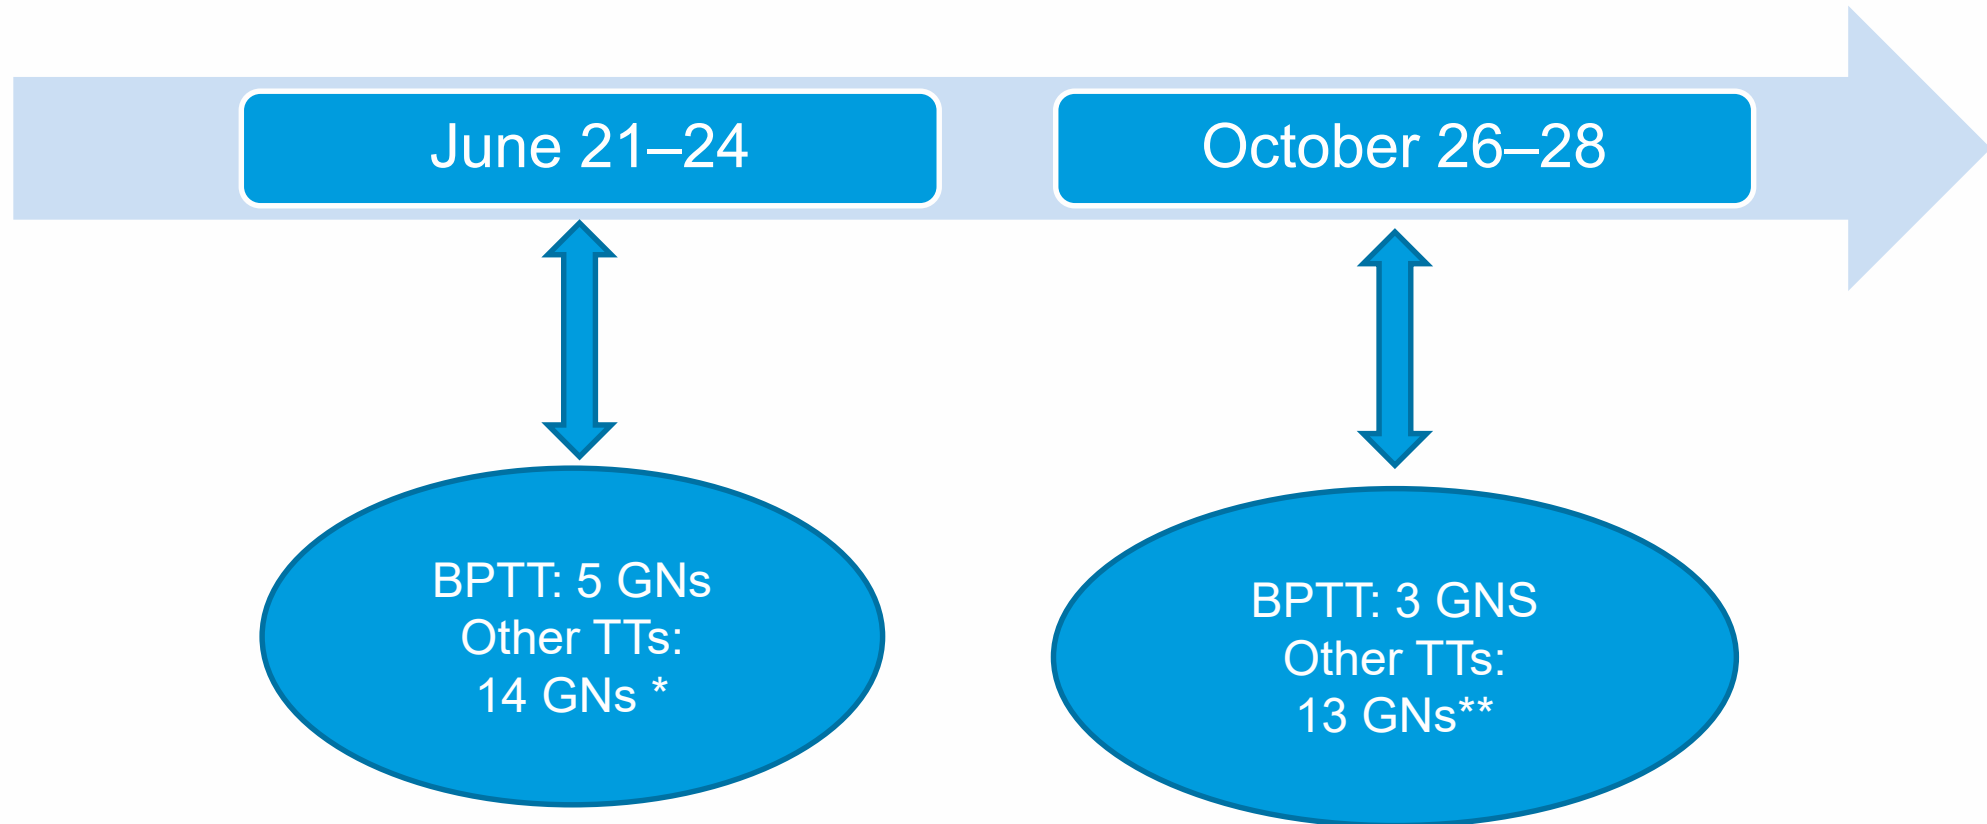 June 21–24
October 26–28
BPTT: 5 GNs
Other TTs:
14 GNs *
BPTT: 3 GNS
Other TTs:
13 GNs**